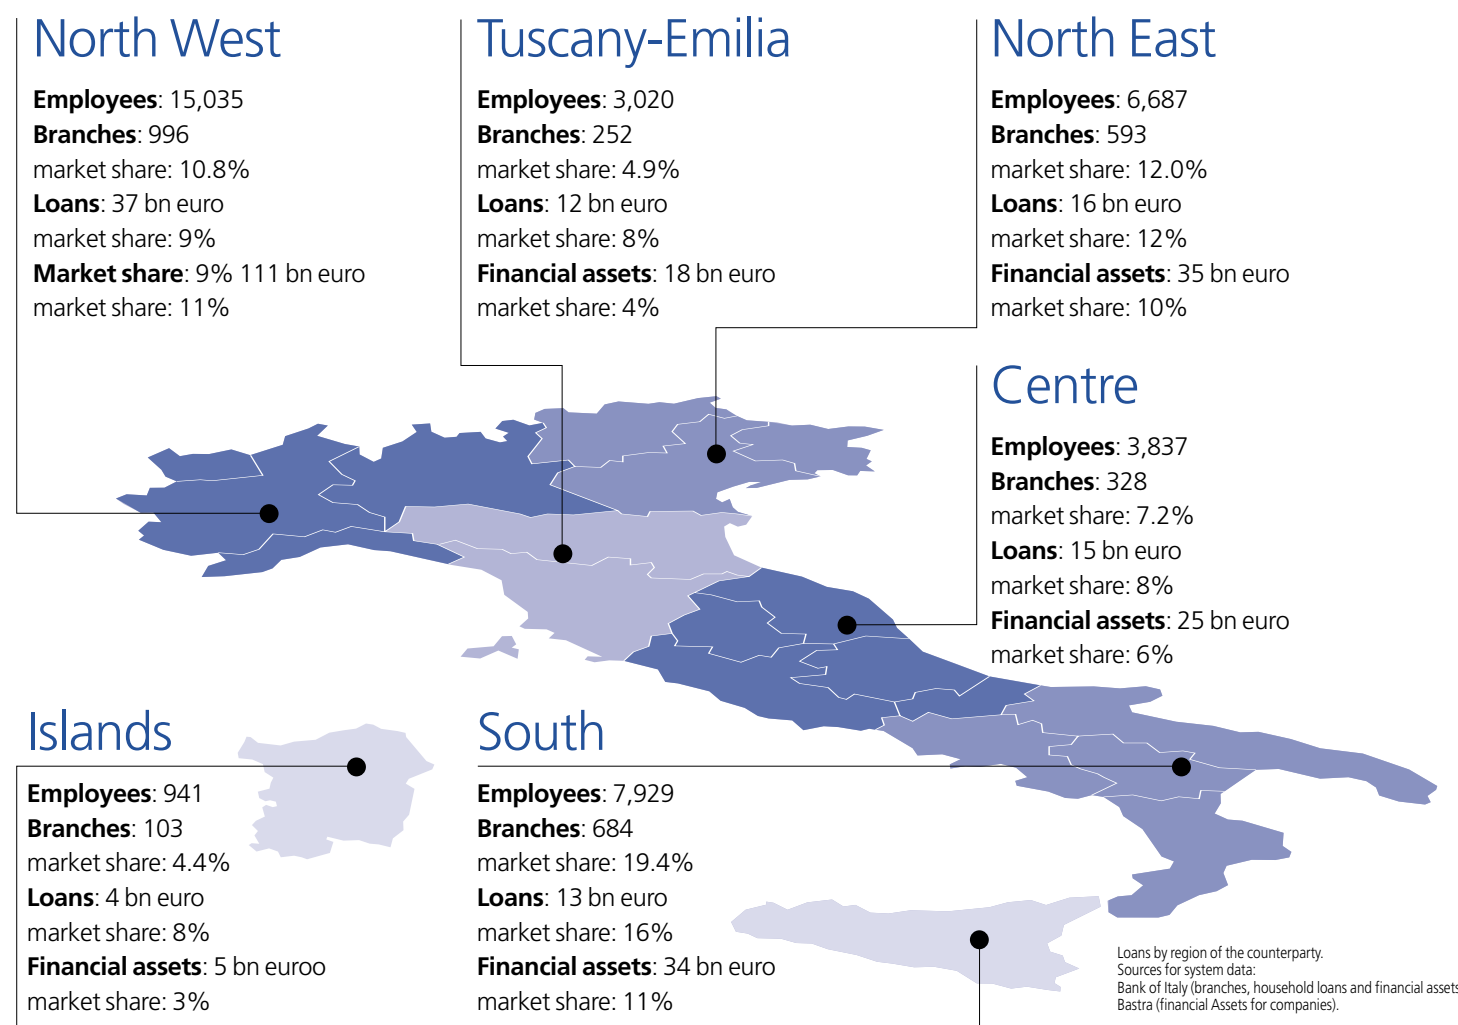 North West
Employees: 15,035
Branches: 996
market share: 10.8%
Loans: 37 bn euro
market share: 9%
Market share: 9% 111 bn euro
market share: 11%
Tuscany-Emilia
Employees: 3,020
Branches: 252
market share: 4.9%
Loans: 12 bn euro
market share: 8%
Financial assets: 18 bn euro
market share: 4%
North East
Employees: 6,687
Branches: 593
market share: 12.0%
Loans: 16 bn euro
market share: 12%
Financial assets: 35 bn euro
market share: 10%
Centre
Employees: 3,837
Branches: 328
market share: 7.2%
Loans: 15 bn euro
market share: 8%
Financial assets: 25 bn euro
market share: 6%
Islands
Employees: 941
Branches: 103
market share: 4.4%
Loans: 4 bn euro
market share: 8%
Financial assets: 5 bn euroo
market share: 3%
South
Employees: 7,929
Branches: 684
market share: 19.4%
Loans: 13 bn euro
market share: 16%
Financial assets: 34 bn euro
market share: 11%
Loans by region of the counterparty.
Sources for system data:
Bank of Italy (branches, household loans and financial assets
Bastra (financial Assets for companies).